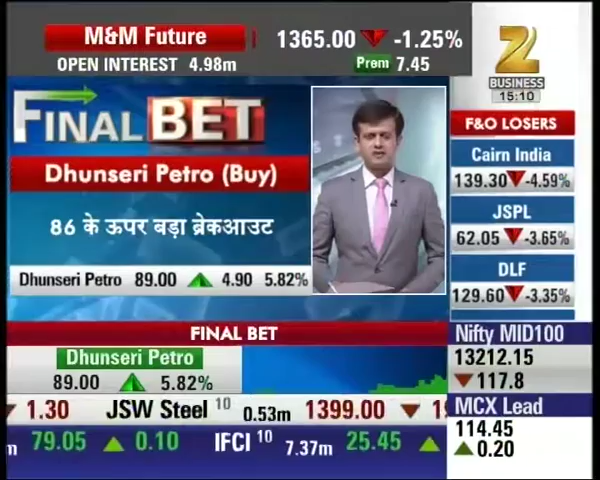 M&M Future
1365.00 -1.25%
OPEN INTEREST 4.98m
Prem 7.45
Z
BUSINESS
15:10
FINAL BET
Dhunseri Petro (Buy)
86 के ऊपर बड़ा ब्रेकआउट
Dhunseri Petro 89.00 4.90 5.82%
F&O LOSERS
Cairn India
139.30 -4.59%
JSPL
62.05 -3.65%
DLF
129.60 -3.35%
FINAL BET
Dhunseri Petro
89.00 5.82%
Nifty MID100
13212.15
117.8
1.30 JSW Steel 10 0.53m 1399.00
MCX Lead
114.45
0.20
m 79.05 0.10 IFCI 10 7.37m 25.45